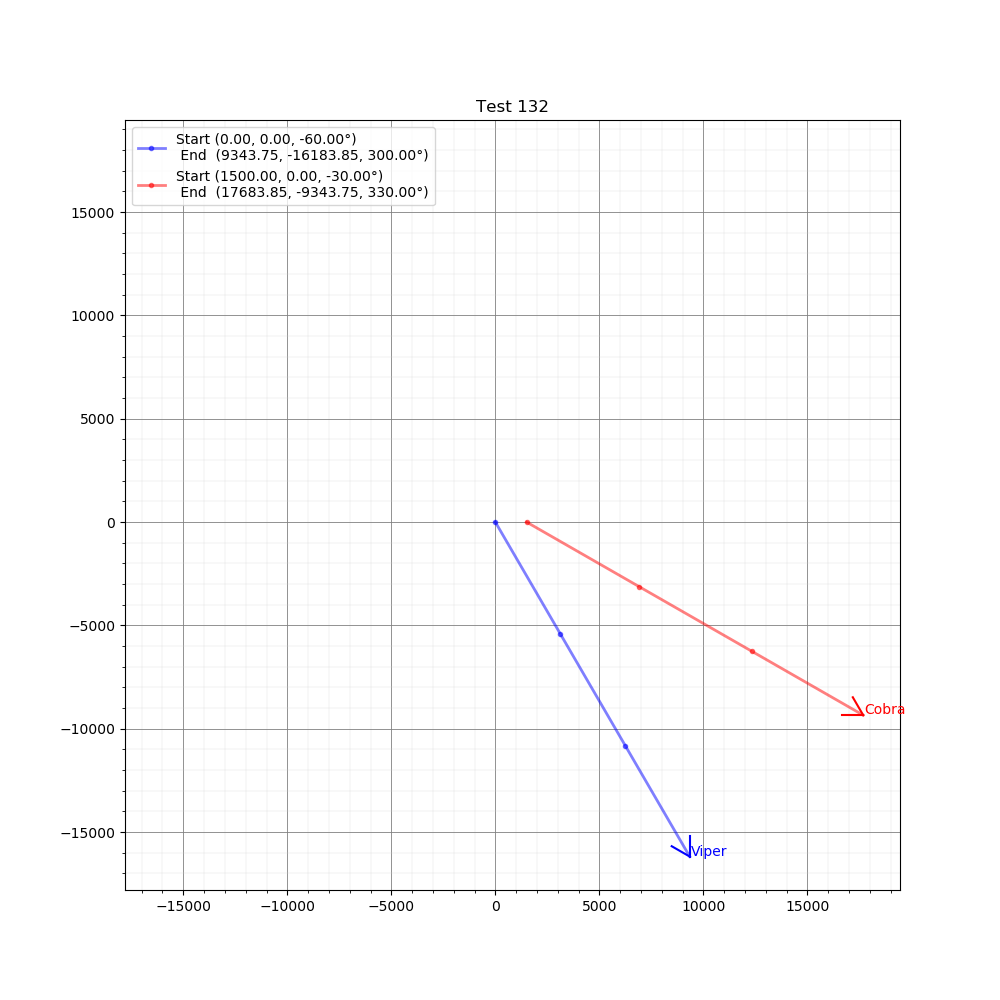 Test 132
Start (0.00, 0.00, -60.00°)
End  (9343.75, -16183.85, 300.00°)
Start (1500.00, 0.00, -30.00°)
End  (17683.85, -9343.75, 330.00°)
15000
10000
5000
0
−5000
−10000
−15000
Cobra
Viper
−15000 −10000 −5000 0 5000 10000 15000